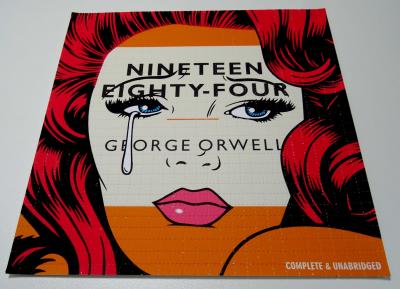 NINETEEN
EIGHTY-FOUR
GEORGE ORWELL
COMPLETE & UNABRIDGED